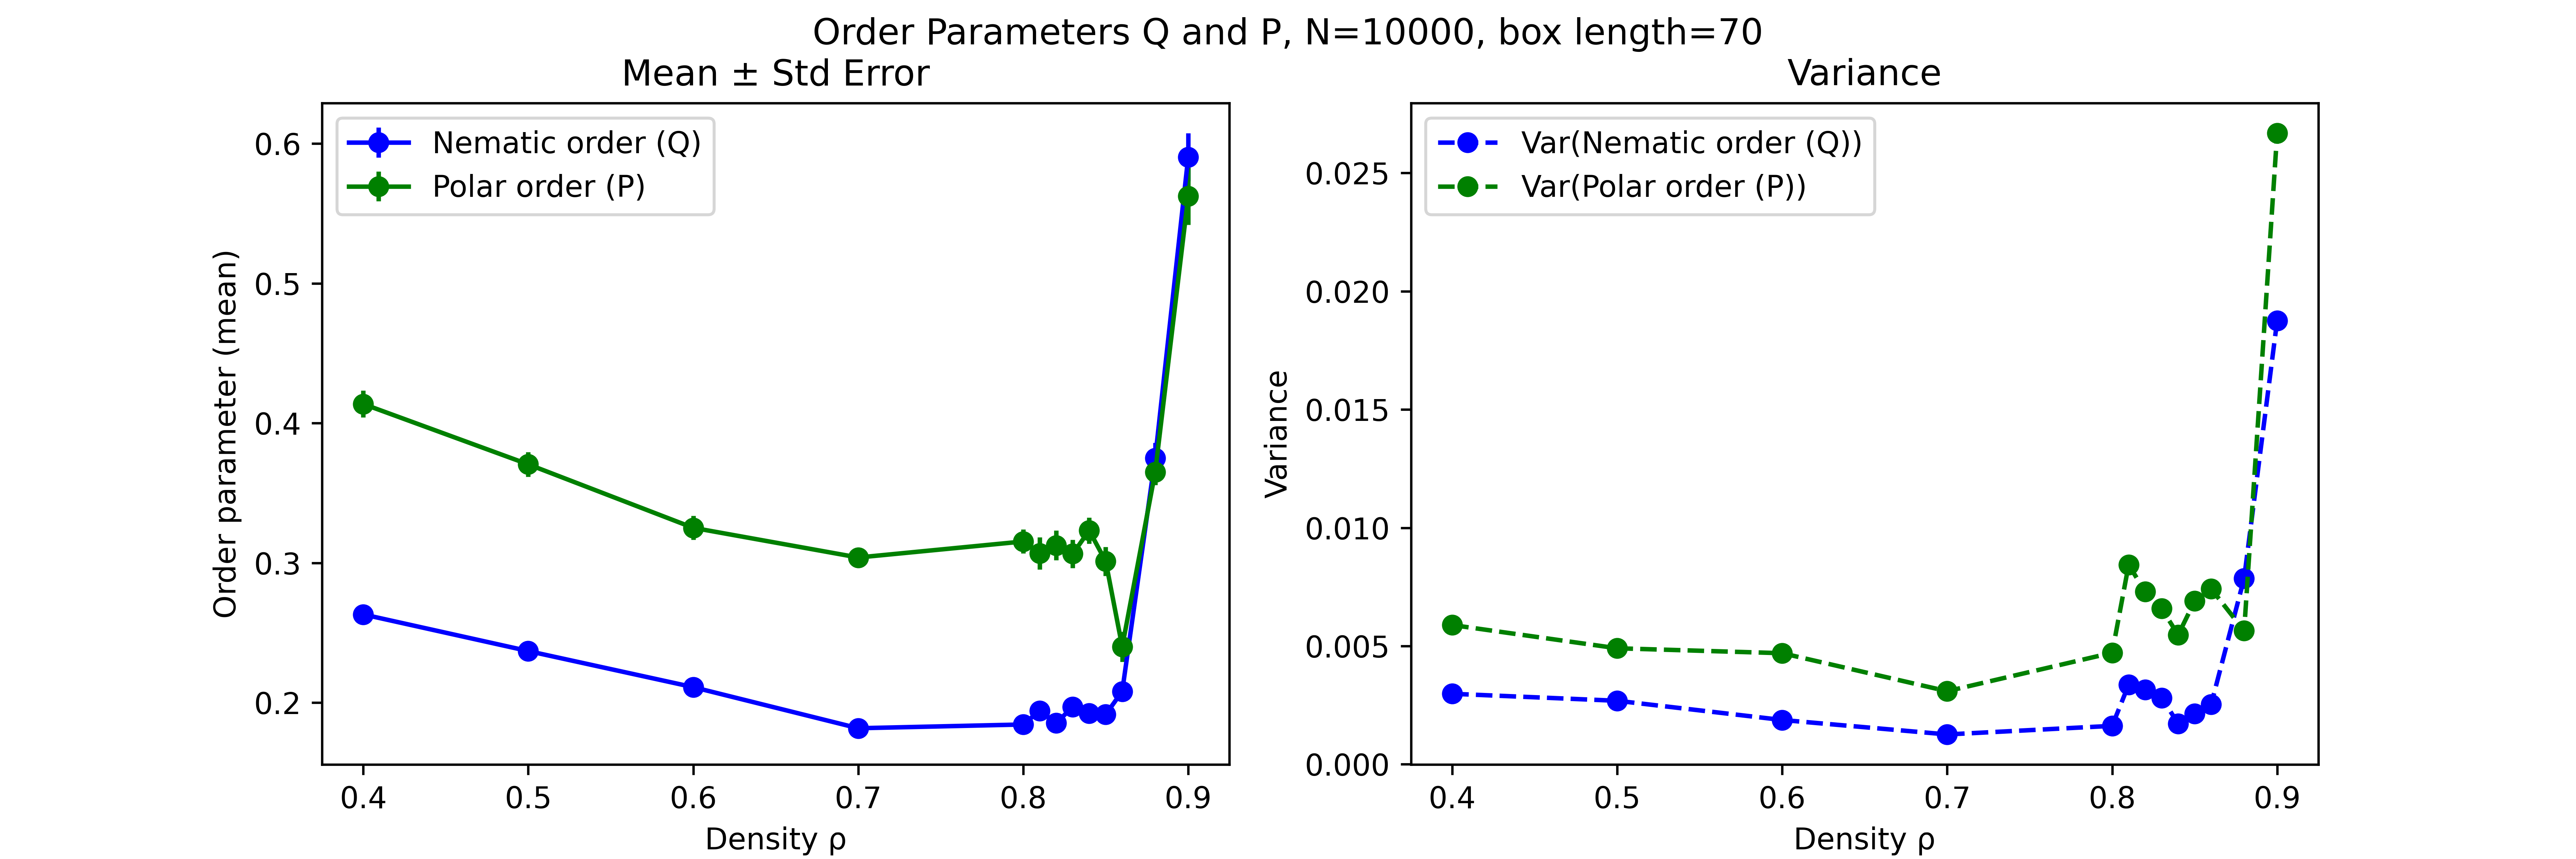 Order Parameters Q and P, N=10000, box length=70
Mean ± Std Error
Nematic order (Q)
Polar order (P)
Order parameter (mean)
0.6
0.5
0.4
0.3
0.2
0.4 0.5 0.6 0.7 0.8 0.9
Density ρ
Variance
Var(Nematic order (Q))
Var(Polar order (P))
Variance
0.025
0.020
0.015
0.010
0.005
0.000
0.4 0.5 0.6 0.7 0.8 0.9
Density ρ